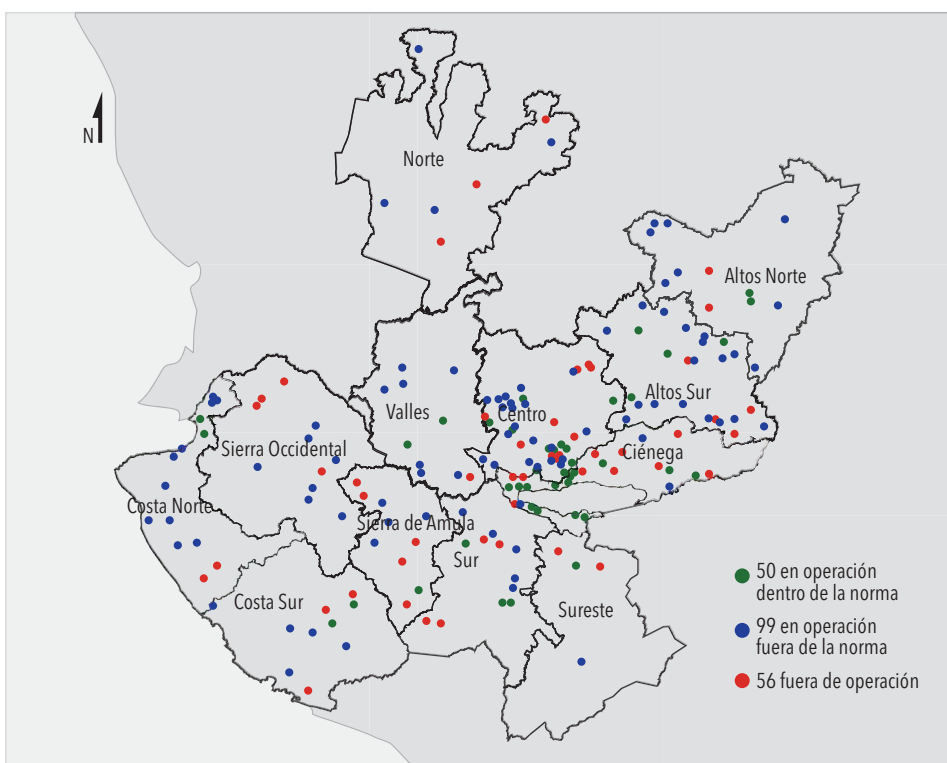 N
Norte
Altos Norte
Altos Sur
Valles
Centro
Ciénega
Sierra Occidental
Costa Norte
Sierra de Amula
Sur
Costa Sur
Sureste
50 en operación
dentro de la norma
99 en operación
fuera de la norma
56 fuera de operación